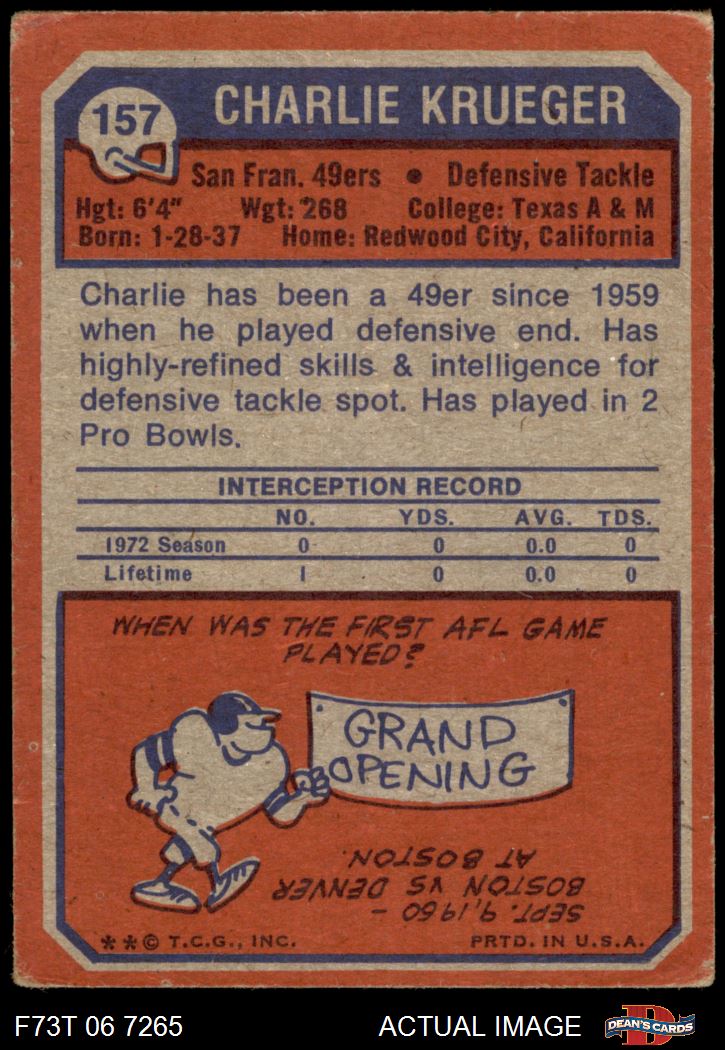 157
CHARLIE KRUEGER
San Fran. 49ers • Defensive Tackle
Hgt: 6'4" Wgt: 268 College: Texas A & M
Born: 1-28-37 Home: Redwood City, California
Charlie has been a 49er since 1959
when he played defensive end. Has
highly-refined skills & intelligence for
defensive tackle spot. Has played in 2
Pro Bowls.
INTERCEPTION RECORD
NO. YDS. AVG. TDS.
1972 Season 0 0 0.0 0
Lifetime 1 0 0.0 0
WHEN WAS THE FIRST AFL GAME
PLAYED?
GRAND
OPENING
SEPT. 9, 1960 -
BOSTON VS DENVER
AT BOSTON.
**© T.C.G., INC. PRTD. IN U.S.A.
F73T 06 7265 ACTUAL IMAGE
D
DEAN'S CARDS